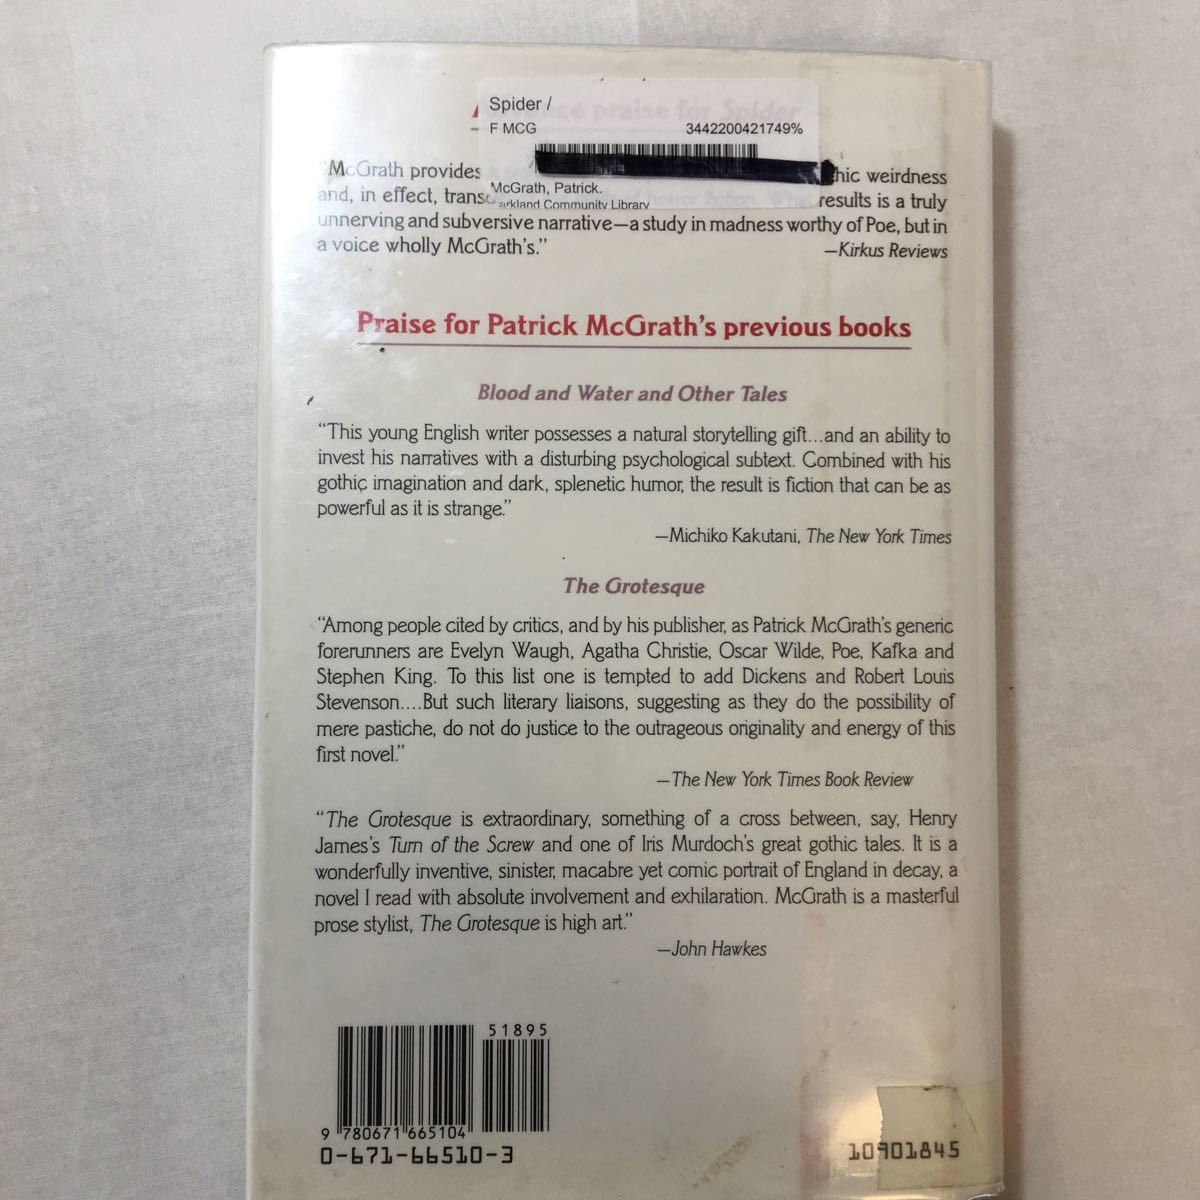 Spider /
F MCG 3442200421749%
McGrath, Patrick.
arkland Community Library
praise for Spider
"McGrath provides hic weirdness
and, in effect, results is a truly
unnerving and subversive narrative—a study in madness worthy of Poe, but in
a voice wholly McGrath's."
—Kirkus Reviews
Praise for Patrick McGrath's previous books
Blood and Water and Other Tales
"This young English writer possesses a natural storytelling gift...and an ability to
invest his narratives with a disturbing psychological subtext. Combined with his
gothic imagination and dark, splenetic humor, the result is fiction that can be as
powerful as it is strange."
—Michiko Kakutani, The New York Times
The Grotesque
"Among people cited by critics, and by his publisher, as Patrick McGrath's generic
forerunners are Evelyn Waugh, Agatha Christie, Oscar Wilde, Poe, Kafka and
Stephen King. To this list one is tempted to add Dickens and Robert Louis
Stevenson....But such literary liaisons, suggesting as they do the possibility of
mere pastiche, do not do justice to the outrageous originality and energy of this
first novel."
—The New York Times Book Review
"The Grotesque is extraordinary, something of a cross between, say, Henry
James's Turn of the Screw and one of Iris Murdoch's great gothic tales. It is a
wonderfully inventive, sinister, macabre yet comic portrait of England in decay, a
novel I read with absolute involvement and exhilaration. McGrath is a masterful
prose stylist, The Grotesque is high art."
—John Hawkes
51895
9 780671 665104
0-671-66510-3
10901845